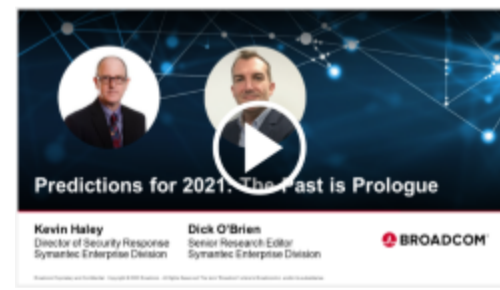 Predictions for 2021: The Past is Prologue
Kevin Haley
Director of Security Response
Symantec Enterprise Division
Dick O'Brien
Senior Research Editor
Symantec Enterprise Division
BROADCOM